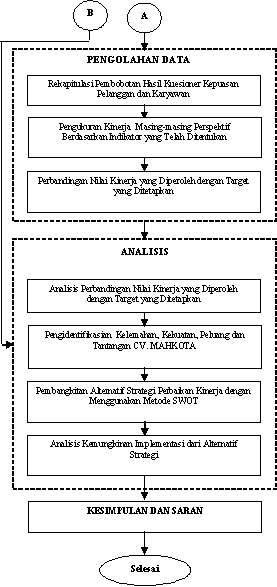 B
A
PENGOLAHAN DATA
Rekapitulasi Pembobotan Hasil Kuesioner Kepuasan
Pelanggan dan Karyawan
Pengukuran Kinerja Masing-masing Perspektif
Berdasarkan Indikator yang Telah Ditentukan
Perbandingan Nilai Kinerja yang Diperoleh dengan Target
yang Ditetapkan
ANALISIS
Analisis Perbandingan Nilai Kinerja yang Diperoleh
dengan Target yang Ditetapkan
Pengidentifikasian Kelemahan, Kekuatan, Peluang dan
Tantangan CV. MAHKOTA
Pembangkitan Alternatif Strategi Perbaikan Kinerja dengan
Menggunakan Metode SWOT
Analisis Kemungkinan Implementasi dari Alternatif
Strategi
KESIMPULAN DAN SARAN
Selesai